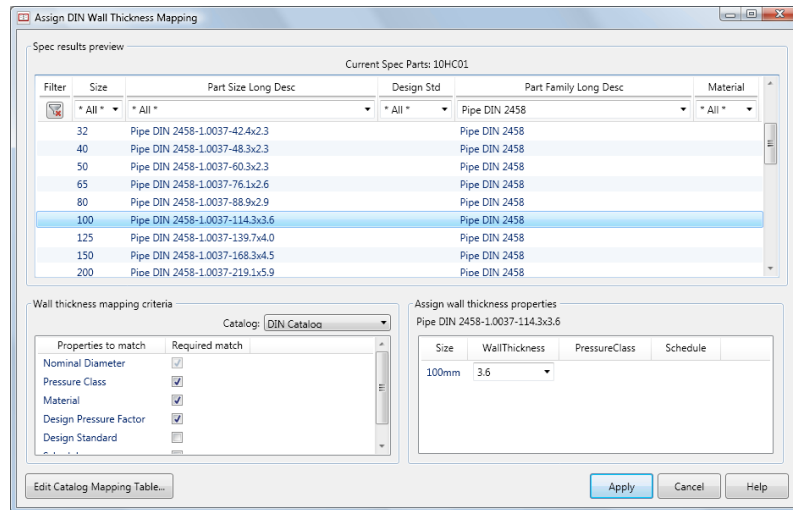 Assign DIN Wall Thickness Mapping
Spec results preview
Current Spec Parts: 10HC01
Filter Size Part Size Long Desc Design Std Part Family Long Desc Material
* All * * All * * All * Pipe DIN 2458 * All *
32 Pipe DIN 2458-1.0037-42.4x2.3 Pipe DIN 2458
40 Pipe DIN 2458-1.0037-48.3x2.3 Pipe DIN 2458
50 Pipe DIN 2458-1.0037-60.3x2.3 Pipe DIN 2458
65 Pipe DIN 2458-1.0037-76.1x2.6 Pipe DIN 2458
80 Pipe DIN 2458-1.0037-88.9x2.9 Pipe DIN 2458
100 Pipe DIN 2458-1.0037-114.3x3.6 Pipe DIN 2458
125 Pipe DIN 2458-1.0037-139.7x4.0 Pipe DIN 2458
150 Pipe DIN 2458-1.0037-168.3x4.5 Pipe DIN 2458
200 Pipe DIN 2458-1.0037-219.1x5.9 Pipe DIN 2458
Wall thickness mapping criteria
Catalog: DIN Catalog
Properties to match Required match
Nominal Diameter
Pressure Class
Material
Design Pressure Factor
Design Standard
Assign wall thickness properties
Pipe DIN 2458-1.0037-114.3x3.6
Size WallThickness PressureClass Schedule
100mm 3.6
Edit Catalog Mapping Table... Apply Cancel Help